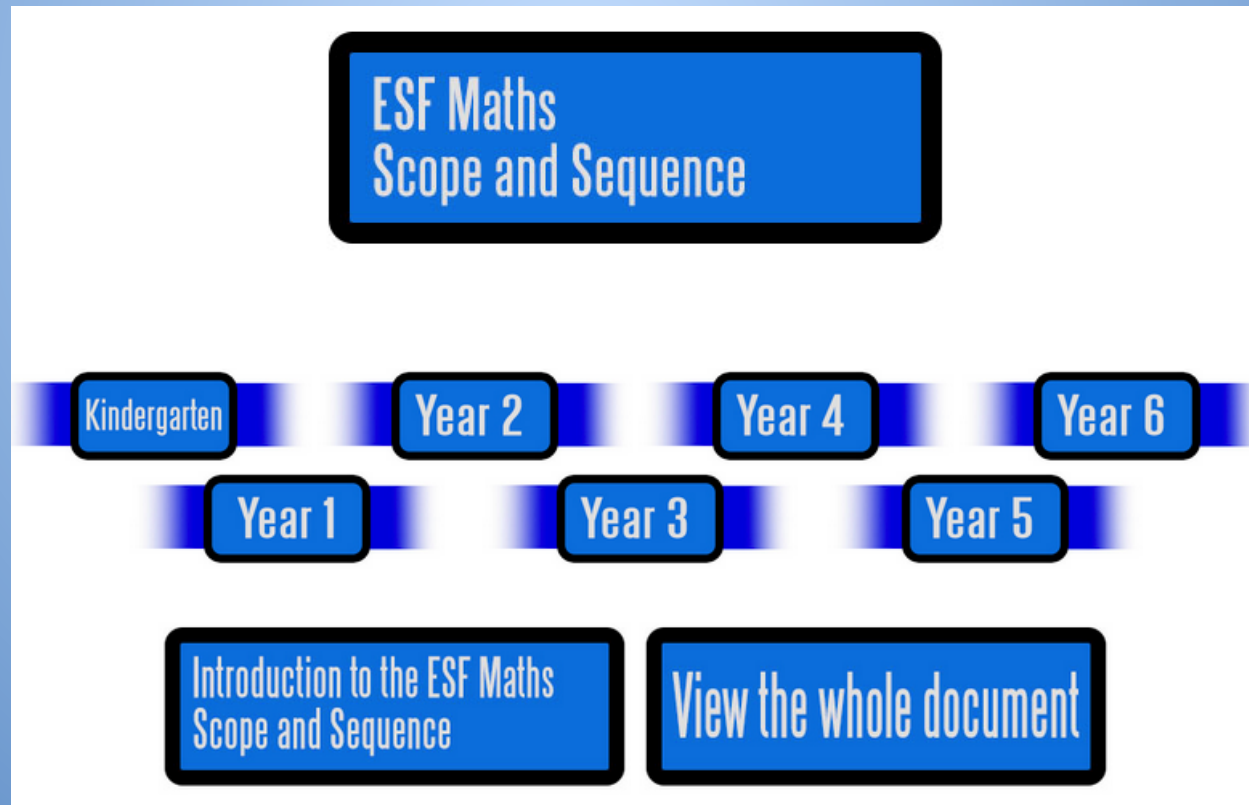 ESF Maths
Scope and Sequence
Kindergarten
Year 2
Year 4
Year 6
Year 1
Year 3
Year 5
Introduction to the ESF Maths
Scope and Sequence
View the whole document